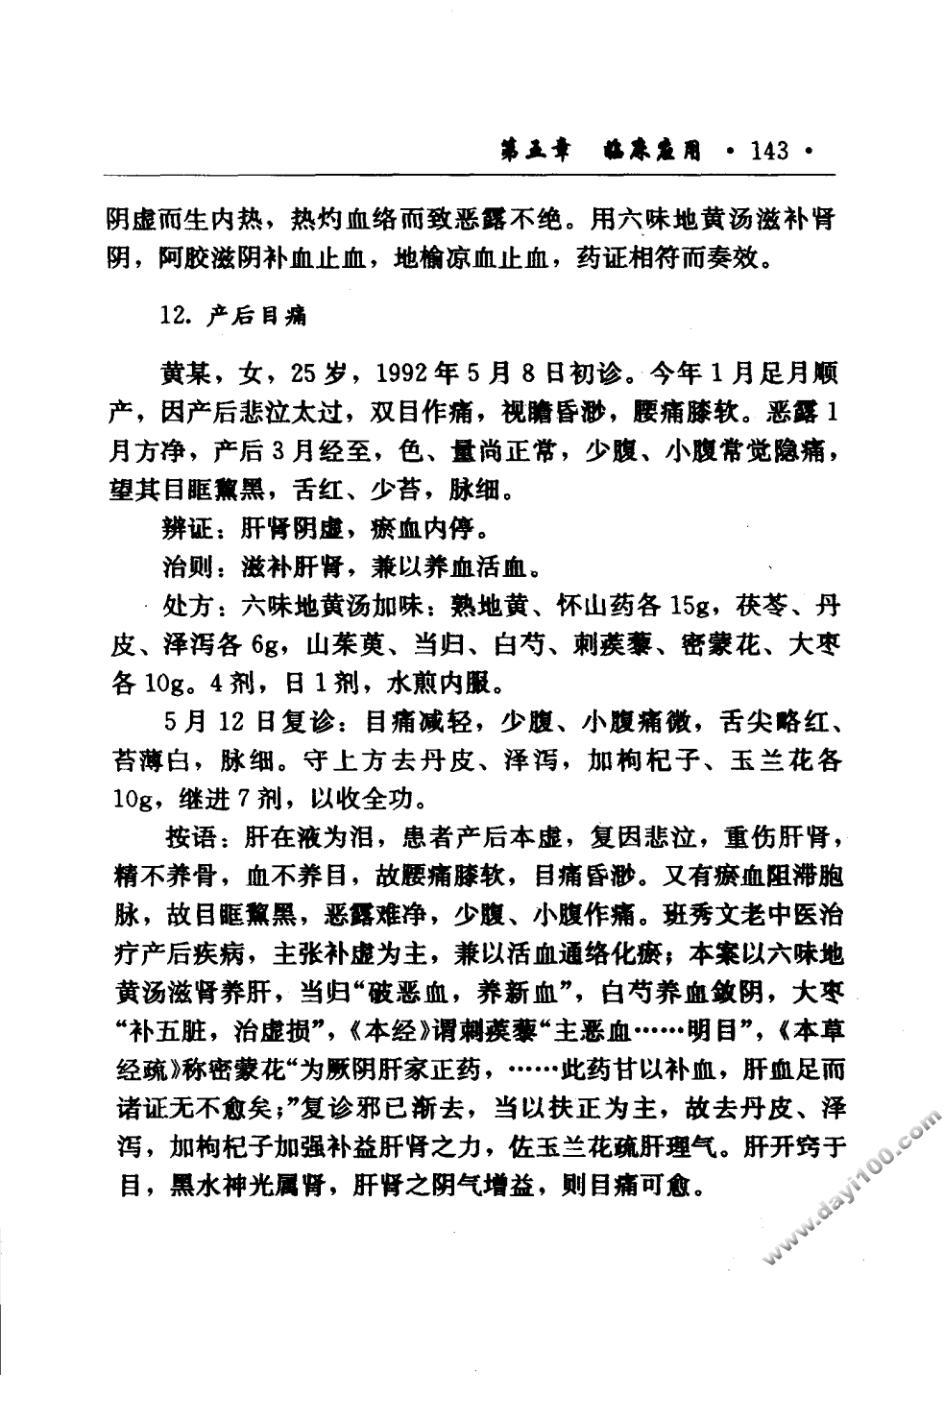 第五章 临床应用 · 143 ·
阴虚而生内热，热灼血络而致恶露不绝。用六味地黄汤滋补肾
阴，阿胶滋阴补血止血，地榆凉血止血，药证相符而奏效。
12. 产后目痛
黄某，女，25岁，1992年5月8日初诊。今年1月足月顺
产，因产后悲泣太过，双目作痛，视瞻昏渺，腰痛膝软。恶露1
月方净，产后3月经至，色、量尚正常，少腹、小腹常觉隐痛，
望其目眶黧黑，舌红、少苔，脉细。
辨证：肝肾阴虚，瘀血内停。
治则：滋补肝肾，兼以养血活血。
处方：六味地黄汤加味：熟地黄、怀山药各15g，茯苓、丹
皮、泽泻各6g，山茱萸、当归、白芍、刺蒺藜、密蒙花、大枣
各10g。4剂，日1剂，水煎内服。
5月12日复诊：目痛减轻，少腹、小腹痛微，舌尖略红、
苔薄白，脉细。守上方去丹皮、泽泻，加枸杞子、玉兰花各
10g，继进7剂，以收全功。
按语：肝在液为泪，患者产后本虚，复因悲泣，重伤肝肾，
精不养骨，血不养目，故腰痛膝软，目痛昏渺。又有瘀血阻滞胞
脉，故目眶黧黑，恶露难净，少腹、小腹作痛。班秀文老中医治
疗产后疾病，主张补虚为主，兼以活血通络化瘀；本案以六味地
黄汤滋肾养肝，当归“破恶血，养新血”，白芍养血敛阴，大枣
“补五脏，治虚损”，《本经》谓刺蒺藜“主恶血……明目”，《本草
经疏》称密蒙花“为厥阴肝家正药，……此药甘以补血，肝血足而
诸证无不愈矣；”复诊邪已渐去，当以扶正为主，故去丹皮、泽
泻，加枸杞子加强补益肝肾之力，佐玉兰花疏肝理气。肝开窍于
目，黑水神光属肾，肝肾之阴气增益，则目痛可愈。
www.dayi100.com